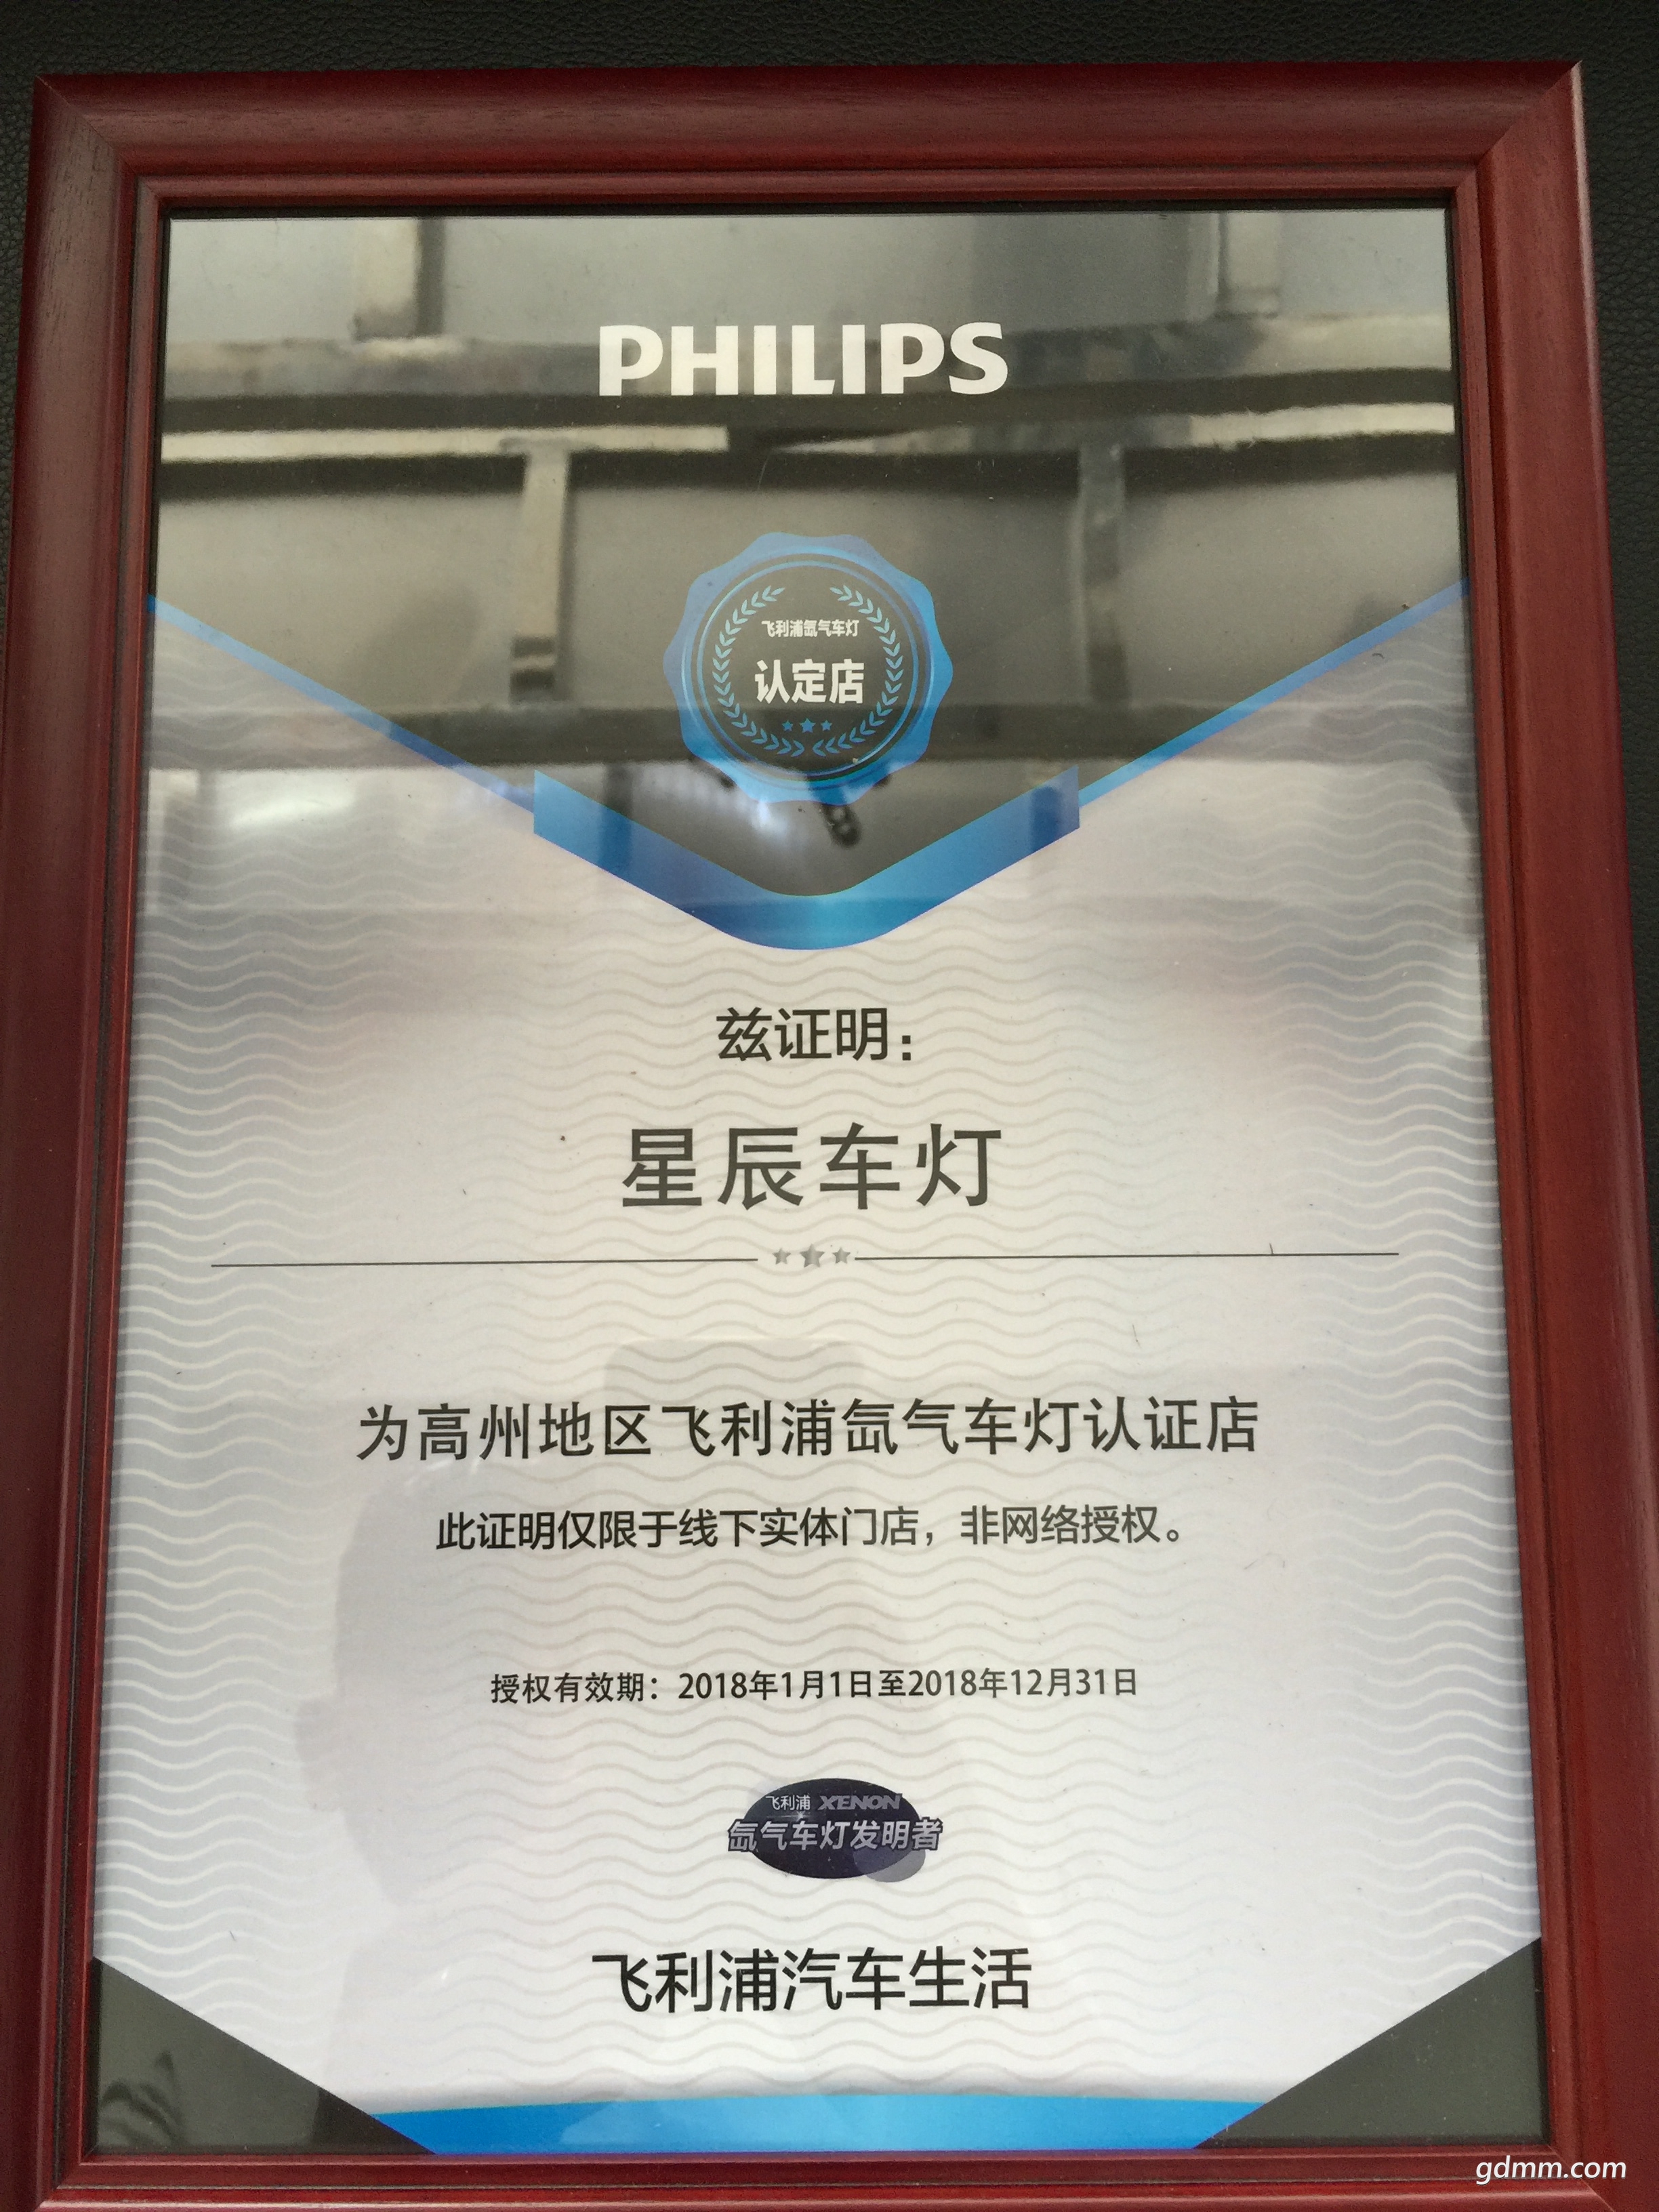 PHILIPS
飞利浦氙气车灯
认定店
兹证明：
星辰车灯
为高州地区飞利浦氙气车灯认证店
此证明仅限于线下实体门店，非网络授权。
授权有效期：2018年1月1日至2018年12月31日
飞利浦 XENON
氙气车灯发明者
飞利浦汽车生活
gdmm.com